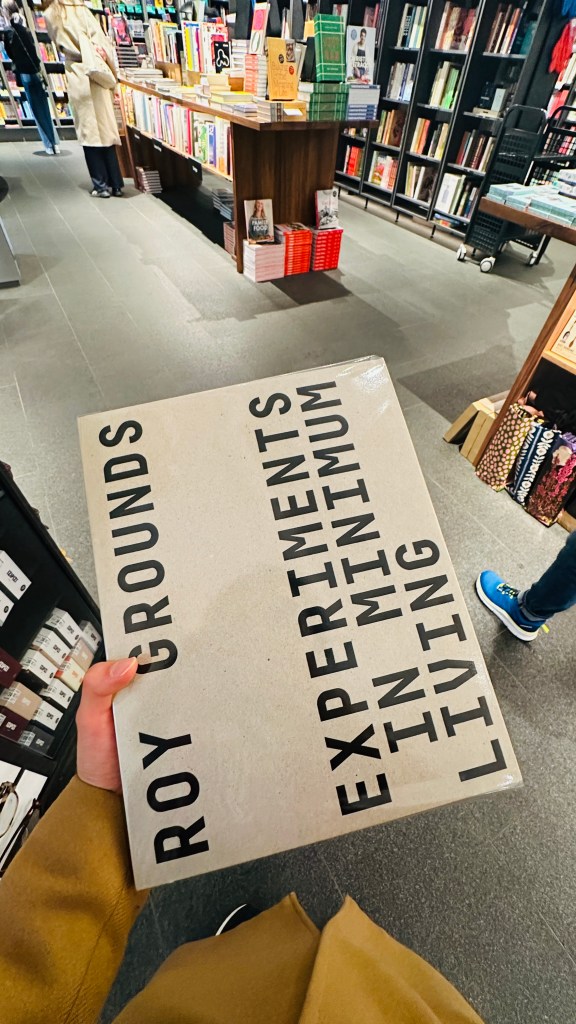 ROY GROUNDS
EXPERIMENTS
IN MINIMUM
LIVING